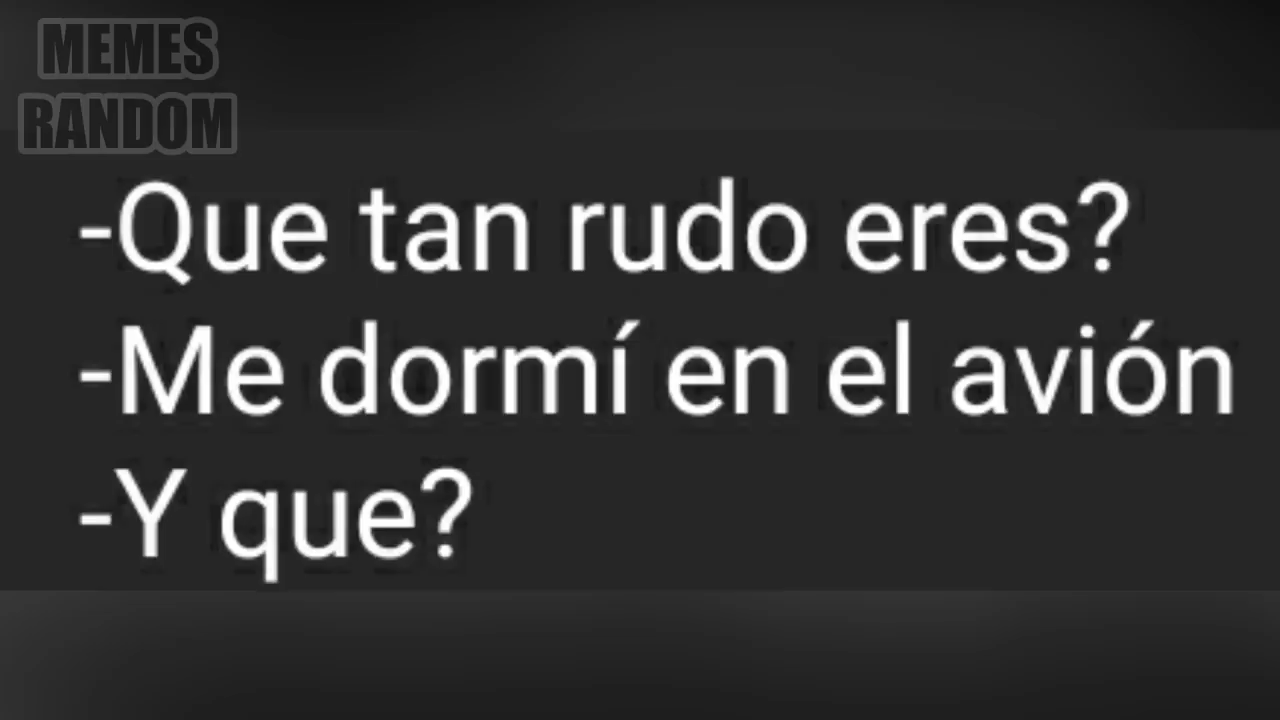 MEMES
RANDOM
-Que tan rudo eres?
-Me dormí en el avión
-Y que?